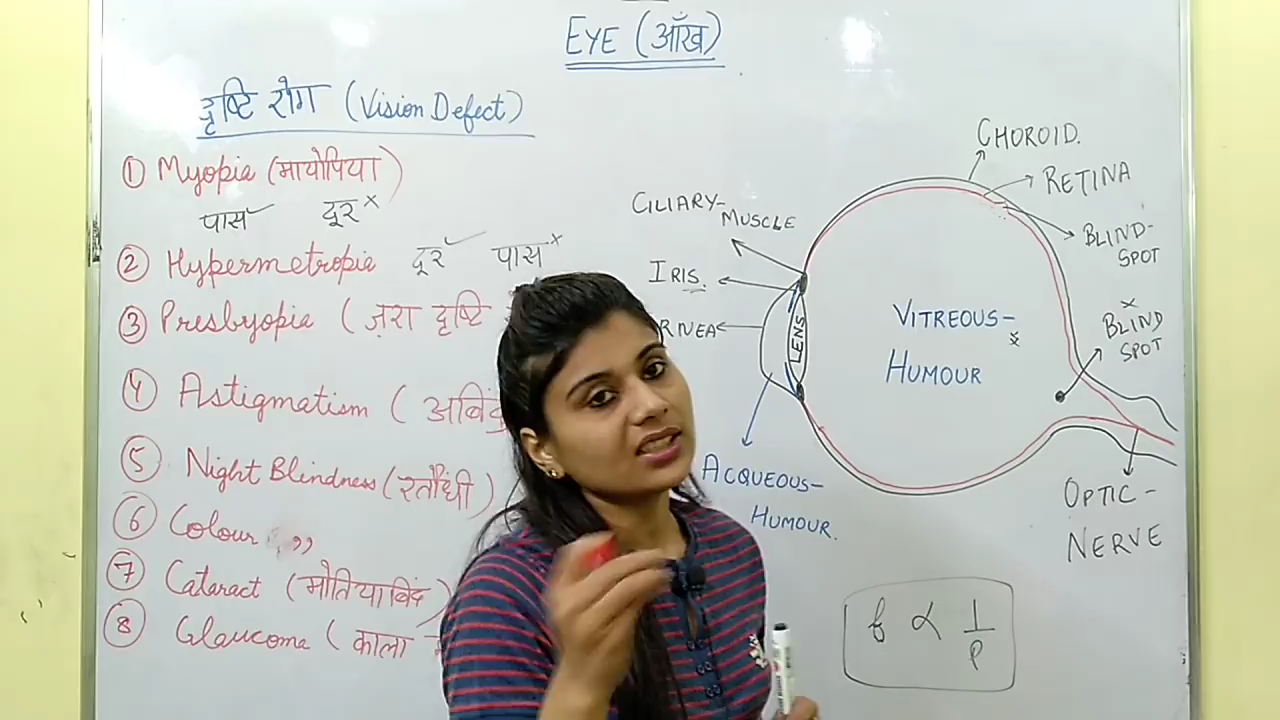 EYE (आँख)
दृष्टि रोग (Vision Defect)
① Myopia (मायोपिया)
पास✓ दूर×
② Hypermetropia दूर✓ पास×
③ Presbyopia (ज़रा दृष्टि
④ Astigmatism (
⑤ Night Blindness (रतौंधी)
⑥ Colour ,,
⑦ Cataract (मोतियाबिंद)
⑧ Glaucoma (काला
CHOROID.
RETINA
BLIND-
SPOT
CILIARY-
MUSCLE
IRIS.
RNEA
LENS
VITREOUS-
HUMOUR
×
BLIND
SPOT
ACQUEOUS-
HUMOUR.
OPTIC-
NERVE
f ∝ 1/P